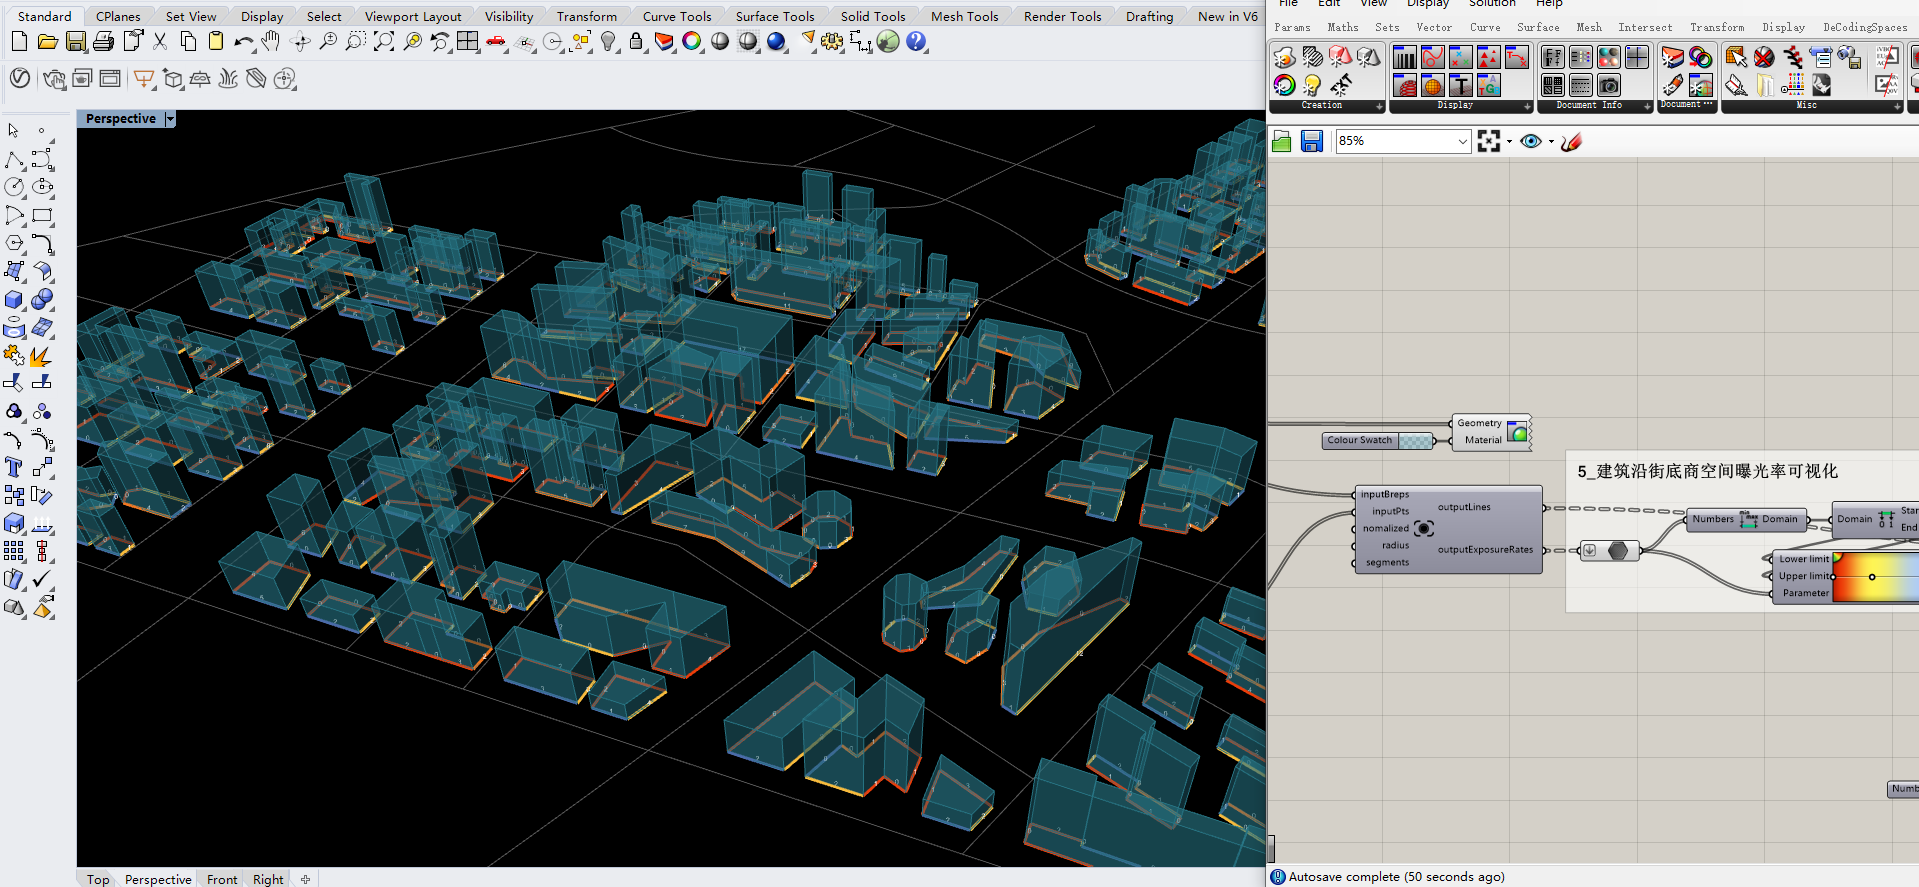 Standard CPlanes Set View Display Select Viewport Layout Visibility Transform Curve Tools Surface Tools Solid Tools Mesh Tools Render Tools Drafting New in V6
File Edit View Display Solution Help
Params Maths Sets Vector Curve Surface Mesh Intersect Transform Display DeCodingSpaces
Creation Display Document Info Document ··· Misc
Perspective
85%
Geometry
Material
Colour Swatch
5_建筑沿街底商空间曝光率可视化
inputBreps
inputPts
nomalized
radius
segments
outputLines
outputExposureRates
Numbers Domain
Domain
Star
End
Lower limit
Upper limit
Parameter
Numb
Top Perspective Front Right
Autosave complete (50 seconds ago)